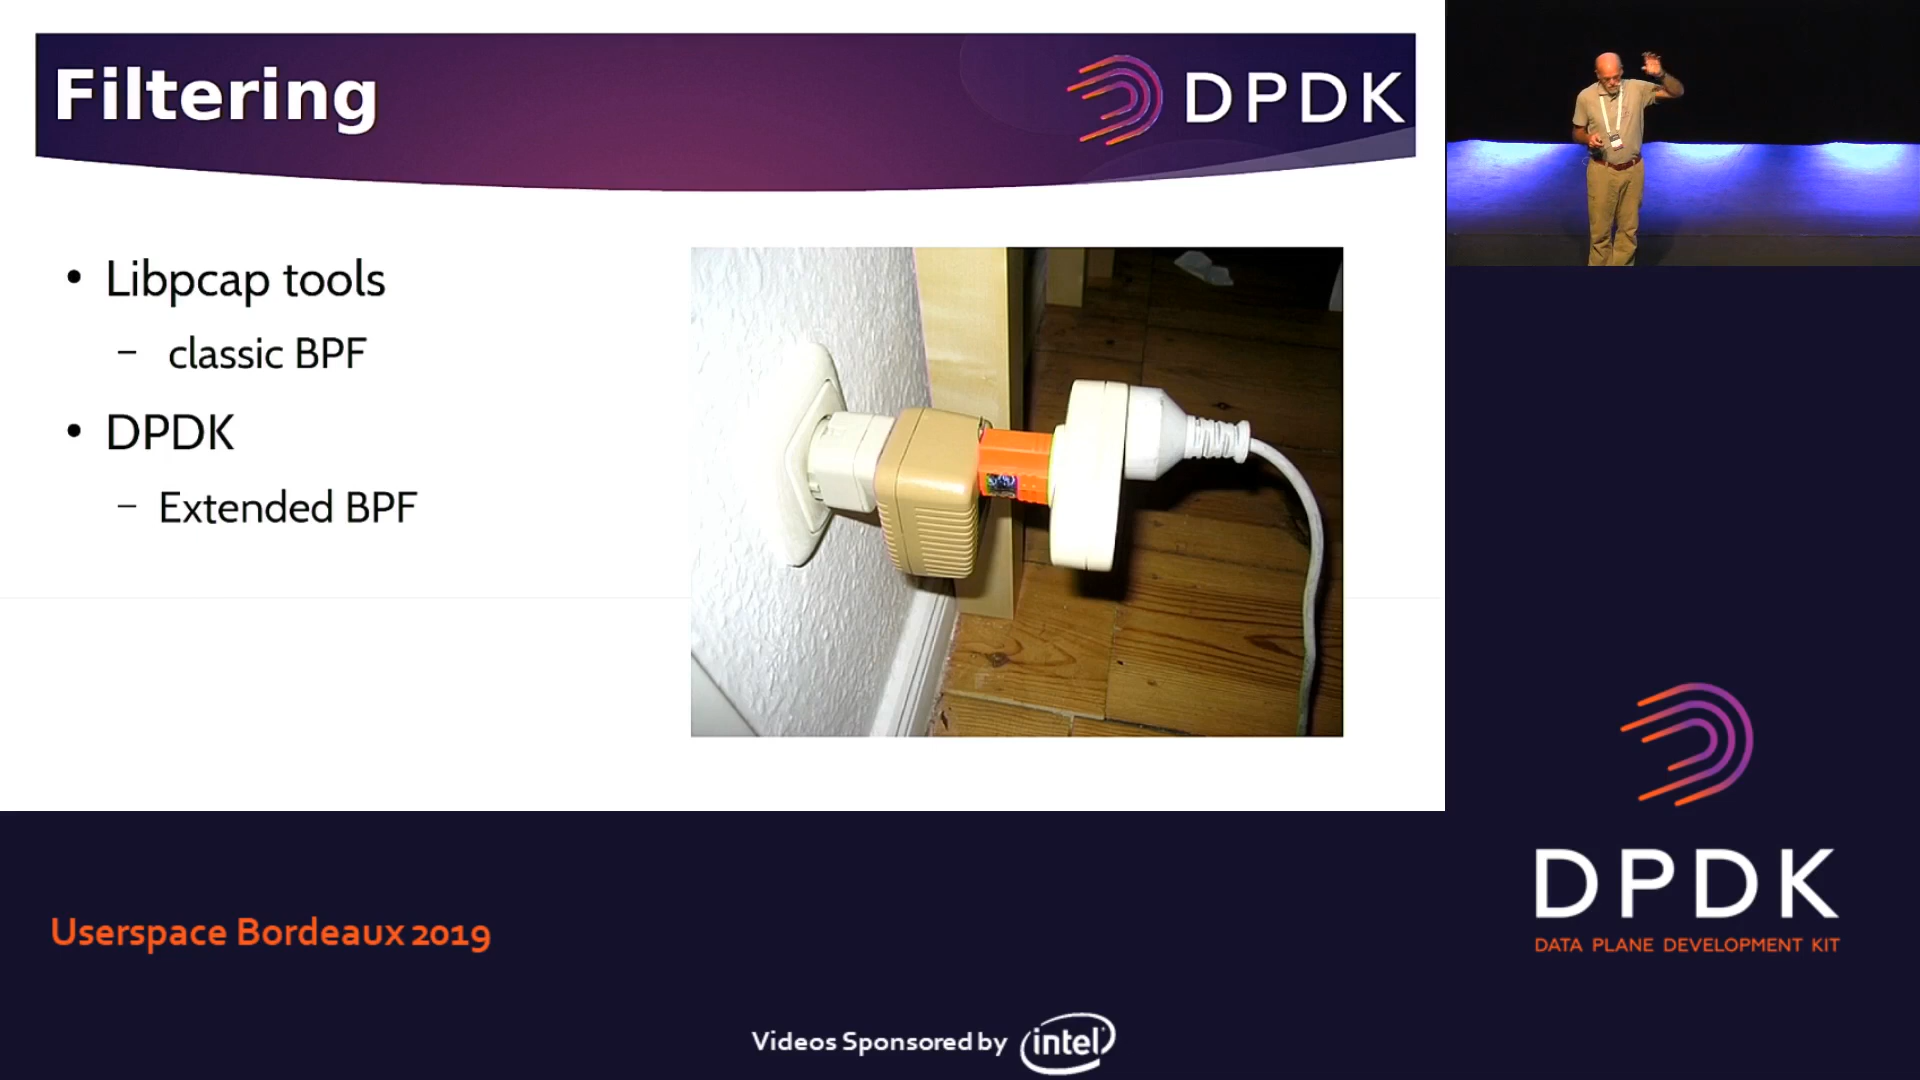 Filtering
DPDK
• Libpcap tools
– classic BPF
• DPDK
– Extended BPF
DPDK
DATA PLANE DEVELOPMENT KIT
Userspace Bordeaux 2019
Videos Sponsored by intel